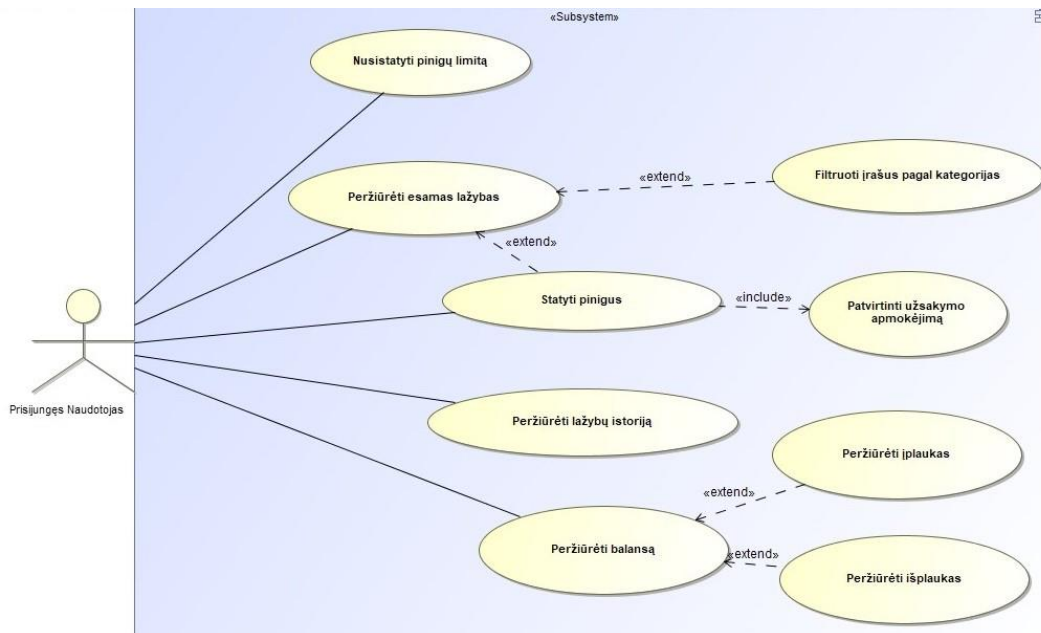 «Subsystem»
Nusistatyti pinigų limitą
Peržiūrėti esamas lažybas
«extend»
Filtruoti įrašus pagal kategorijas
«extend»
Statyti pinigus
«include»
Patvirtinti užsakymo
apmokėjimą
Prisijungęs Naudotojas
Peržiūrėti lažybų istoriją
Peržiūrėti įplaukas
«extend»
Peržiūrėti balansą
«extend»
Peržiūrėti išplaukas